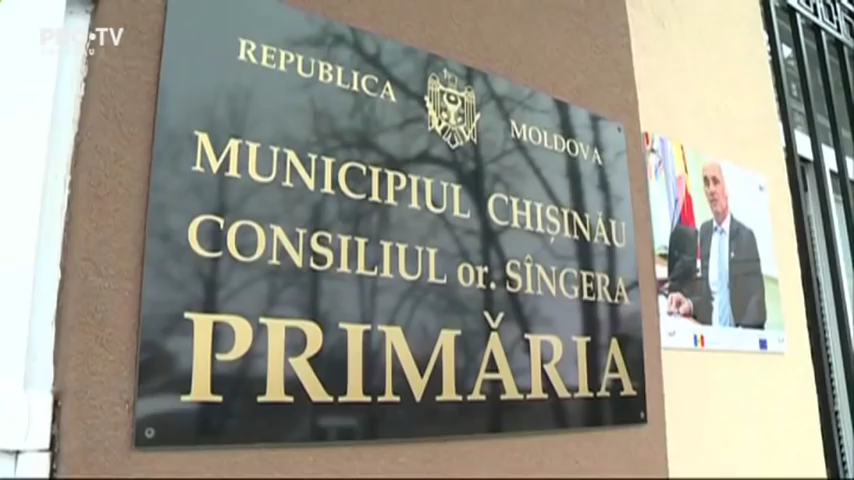 PRO•TV
REPUBLICA MOLDOVA
MUNICIPIUL CHIȘINĂU
CONSILIUL or. SÎNGERA
PRIMĂRIA